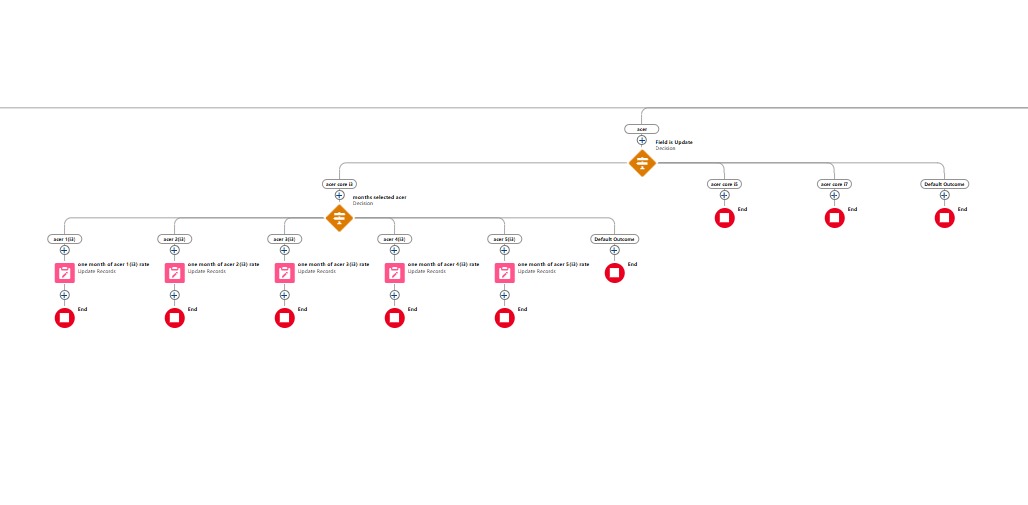 acer
Field is Update
Decision
acer core i3
acer core i5
acer core i7
Default Outcome
months selected acer
Decision
End
End
End
acer 1(i3)
acer 2(i3)
acer 3(i3)
acer 4(i3)
acer 5(i3)
Default Outcome
one month of acer 1(i3) rate
Update Records
one month of acer 2(i3) rate
Update Records
one month of acer 3(i3) rate
Update Records
one month of acer 4(i3) rate
Update Records
one month of acer 5(i3) rate
Update Records
End
End
End
End
End
End